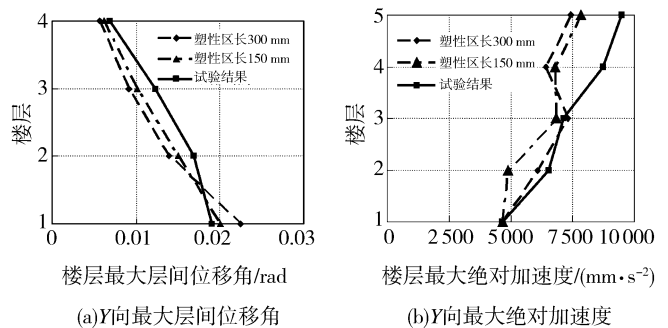 4
3
2
1
楼层
塑性区长300 mm
塑性区长150 mm
试验结果
0
0.01
0.02
0.03
楼层最大层间位移角/rad
(a)Y向最大层间位移角
5
4
3
2
1
楼层
塑性区长300 mm
塑性区长150 mm
试验结果
0
2 500
5 000
7 500
10 000
楼层最大绝对加速度/(mm·s⁻²)
(b)Y向最大绝对加速度